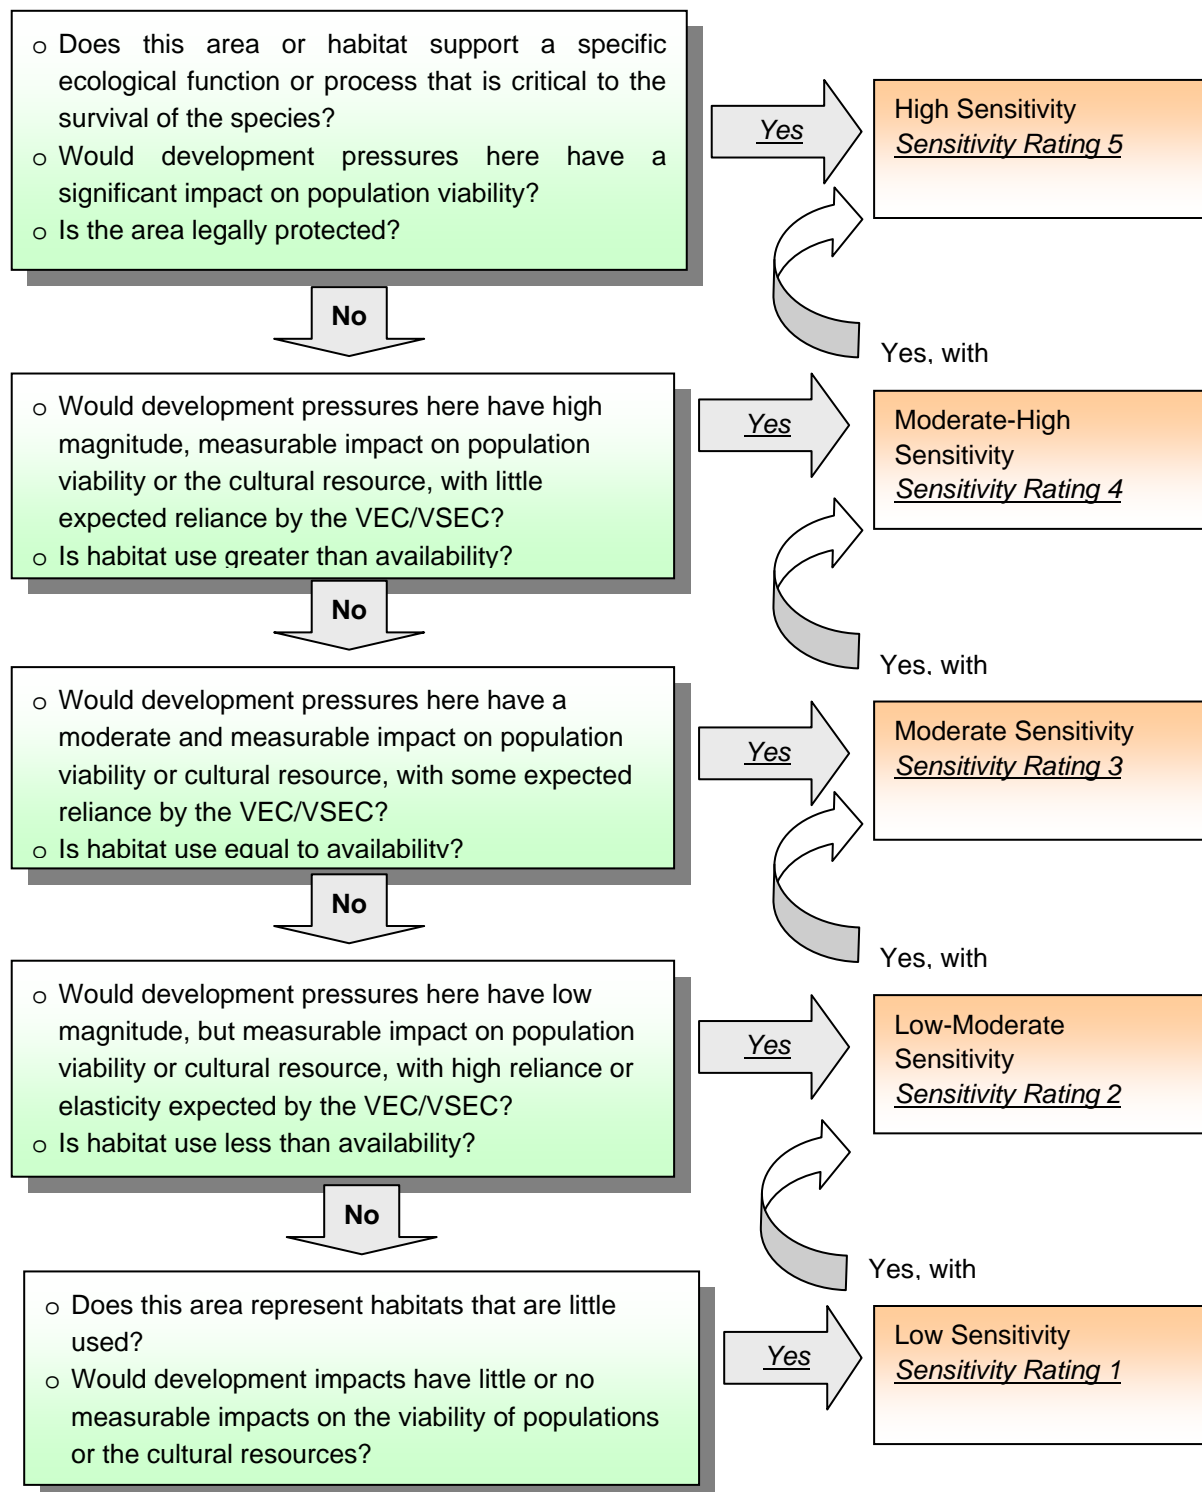 o Does this area or habitat support a specific
ecological function or process that is critical to the
survival of the species?
o Would development pressures here have a
significant impact on population viability?
o Is the area legally protected?
Yes
High Sensitivity
Sensitivity Rating 5
No
Yes, with
o Would development pressures here have high
magnitude, measurable impact on population
viability or the cultural resource, with little
expected reliance by the VEC/VSEC?
o Is habitat use greater than availability?
Yes
Moderate-High
Sensitivity
Sensitivity Rating 4
No
Yes, with
o Would development pressures here have a
moderate and measurable impact on population
viability or cultural resource, with some expected
reliance by the VEC/VSEC?
o Is habitat use equal to availability?
Yes
Moderate Sensitivity
Sensitivity Rating 3
No
Yes, with
o Would development pressures here have low
magnitude, but measurable impact on population
viability or cultural resource, with high reliance or
elasticity expected by the VEC/VSEC?
o Is habitat use less than availability?
Yes
Low-Moderate
Sensitivity
Sensitivity Rating 2
No
Yes, with
o Does this area represent habitats that are little
used?
o Would development impacts have little or no
measurable impacts on the viability of populations
or the cultural resources?
Yes
Low Sensitivity
Sensitivity Rating 1